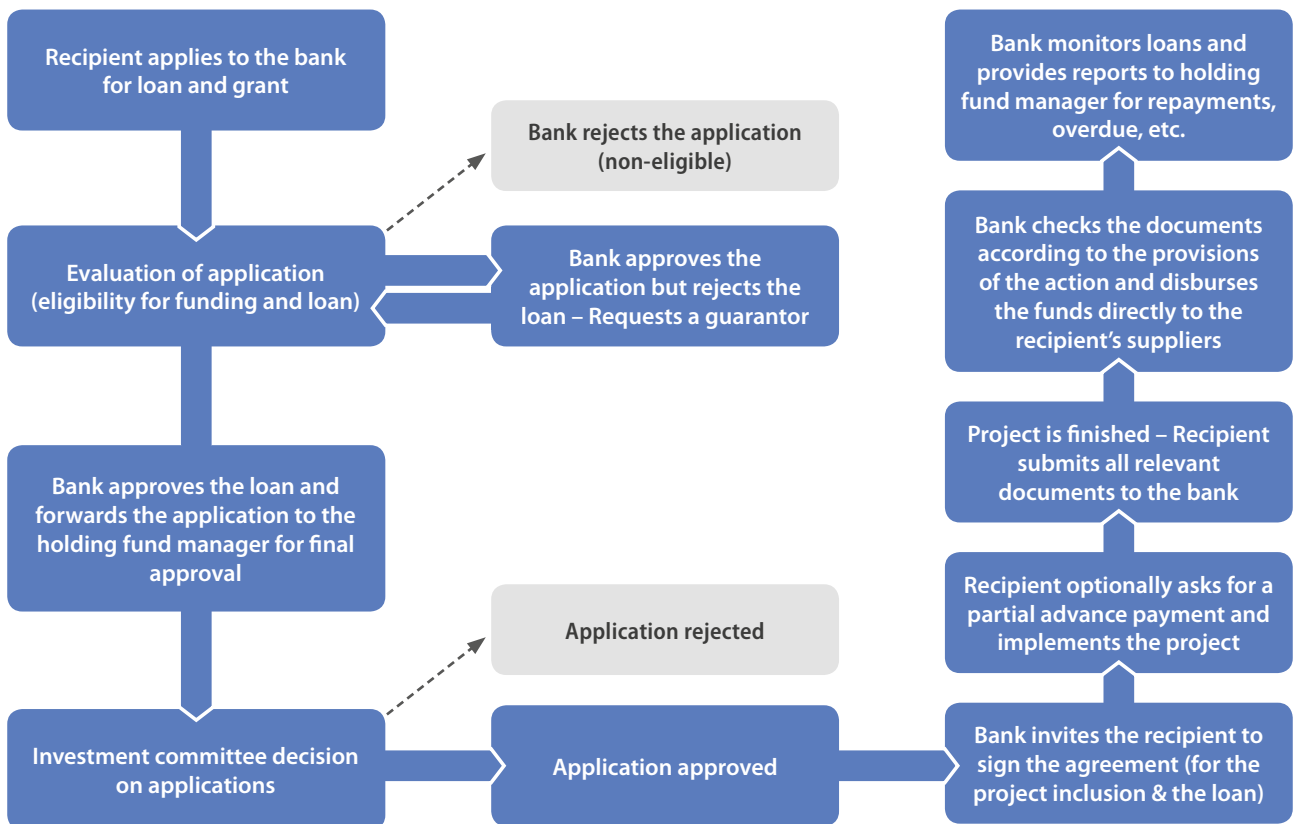 Recipient applies to the bank
for loan and grant
Bank rejects the application
(non-eligible)
Evaluation of application
(eligibility for funding and loan)
Bank approves the
application but rejects the
loan – Requests a guarantor
Bank approves the loan and
forwards the application to the
holding fund manager for final
approval
Application rejected
Investment committee decision
on applications
Application approved
Bank invites the recipient to
sign the agreement (for the
project inclusion & the loan)
Recipient optionally asks for a
partial advance payment and
implements the project
Project is finished – Recipient
submits all relevant
documents to the bank
Bank checks the documents
according to the provisions
of the action and disburses
the funds directly to the
recipient’s suppliers
Bank monitors loans and
provides reports to holding
fund manager for repayments,
overdue, etc.